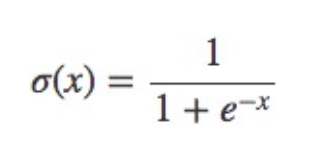 σ(x) = 1 / (1 + e^{-x})